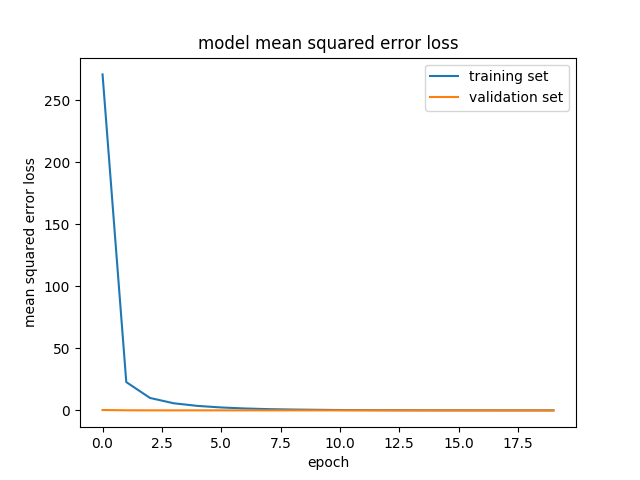 model mean squared error loss
training set
validation set
250
200
150
100
50
0
mean squared error loss
0.0 2.5 5.0 7.5 10.0 12.5 15.0 17.5
epoch